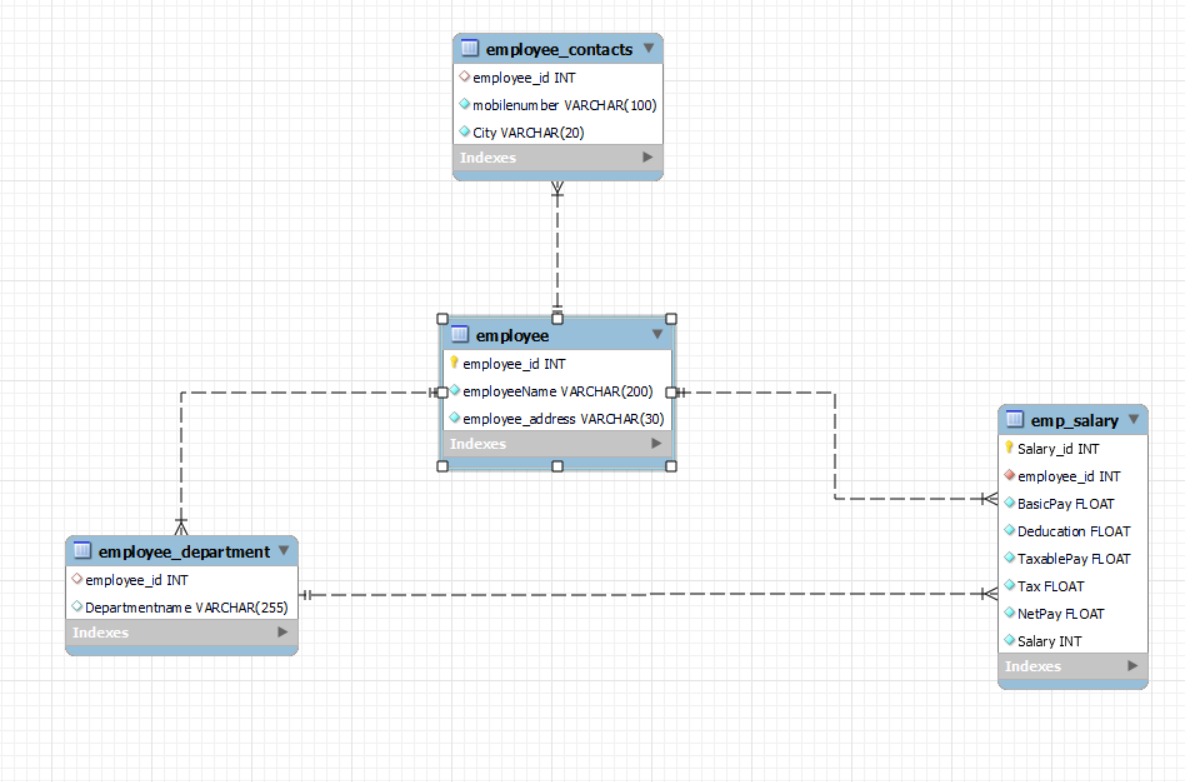 employee_contacts
employee_id INT
mobilenumber VARCHAR(100)
City VARCHAR(20)
Indexes
employee
employee_id INT
employeeName VARCHAR(200)
employee_address VARCHAR(30)
Indexes
emp_salary
Salary_id INT
employee_id INT
BasicPay FLOAT
Deducation FLOAT
TaxablePay FLOAT
Tax FLOAT
NetPay FLOAT
Salary INT
Indexes
employee_department
employee_id INT
Departmentname VARCHAR(255)
Indexes